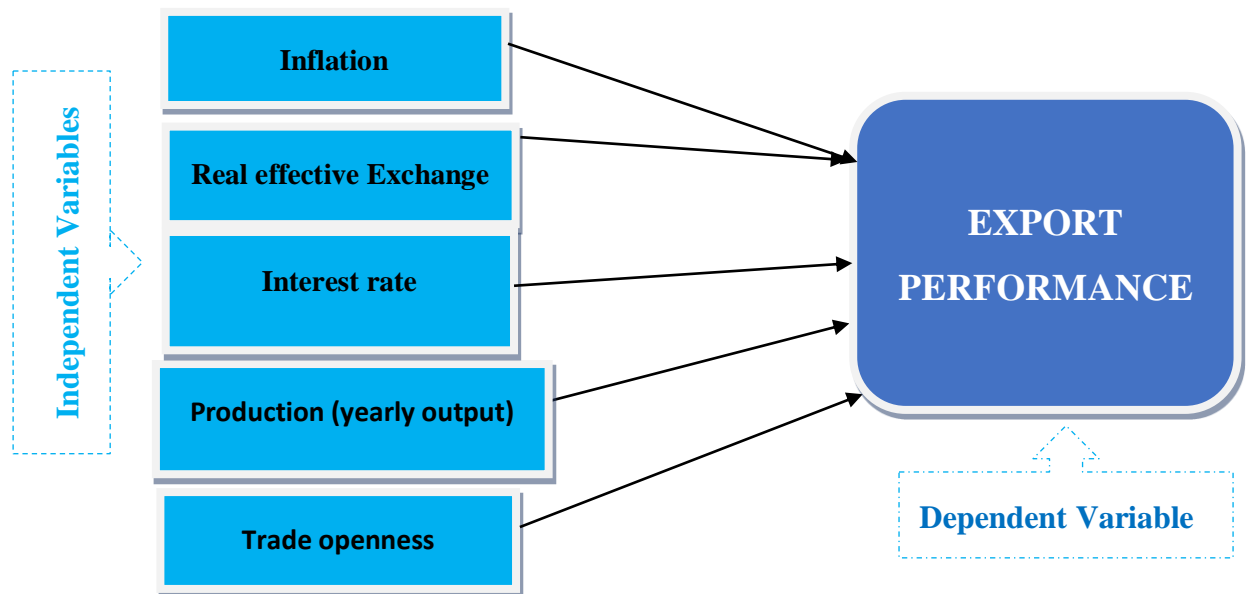 Independent Variables
Inflation
Real effective Exchange
Interest rate
Production (yearly output)
Trade openness
EXPORT
PERFORMANCE
Dependent Variable